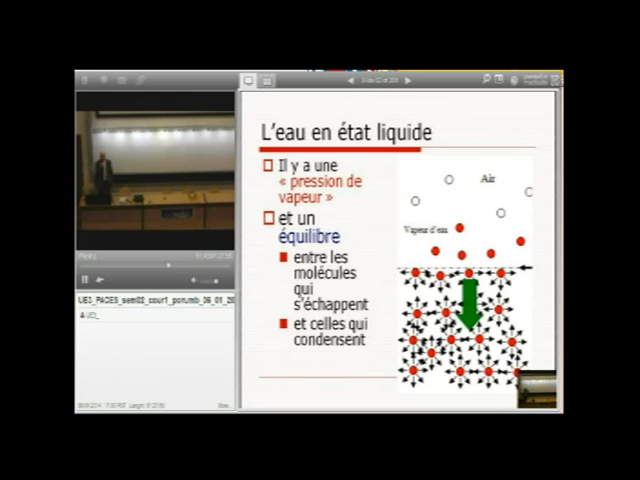 L'eau en état liquide
Il y a une
« pression de
vapeur »
et un
équilibre
entre les
molécules
qui
s'échappent
et celles qui
condensent
Air
Vapeur d'eau